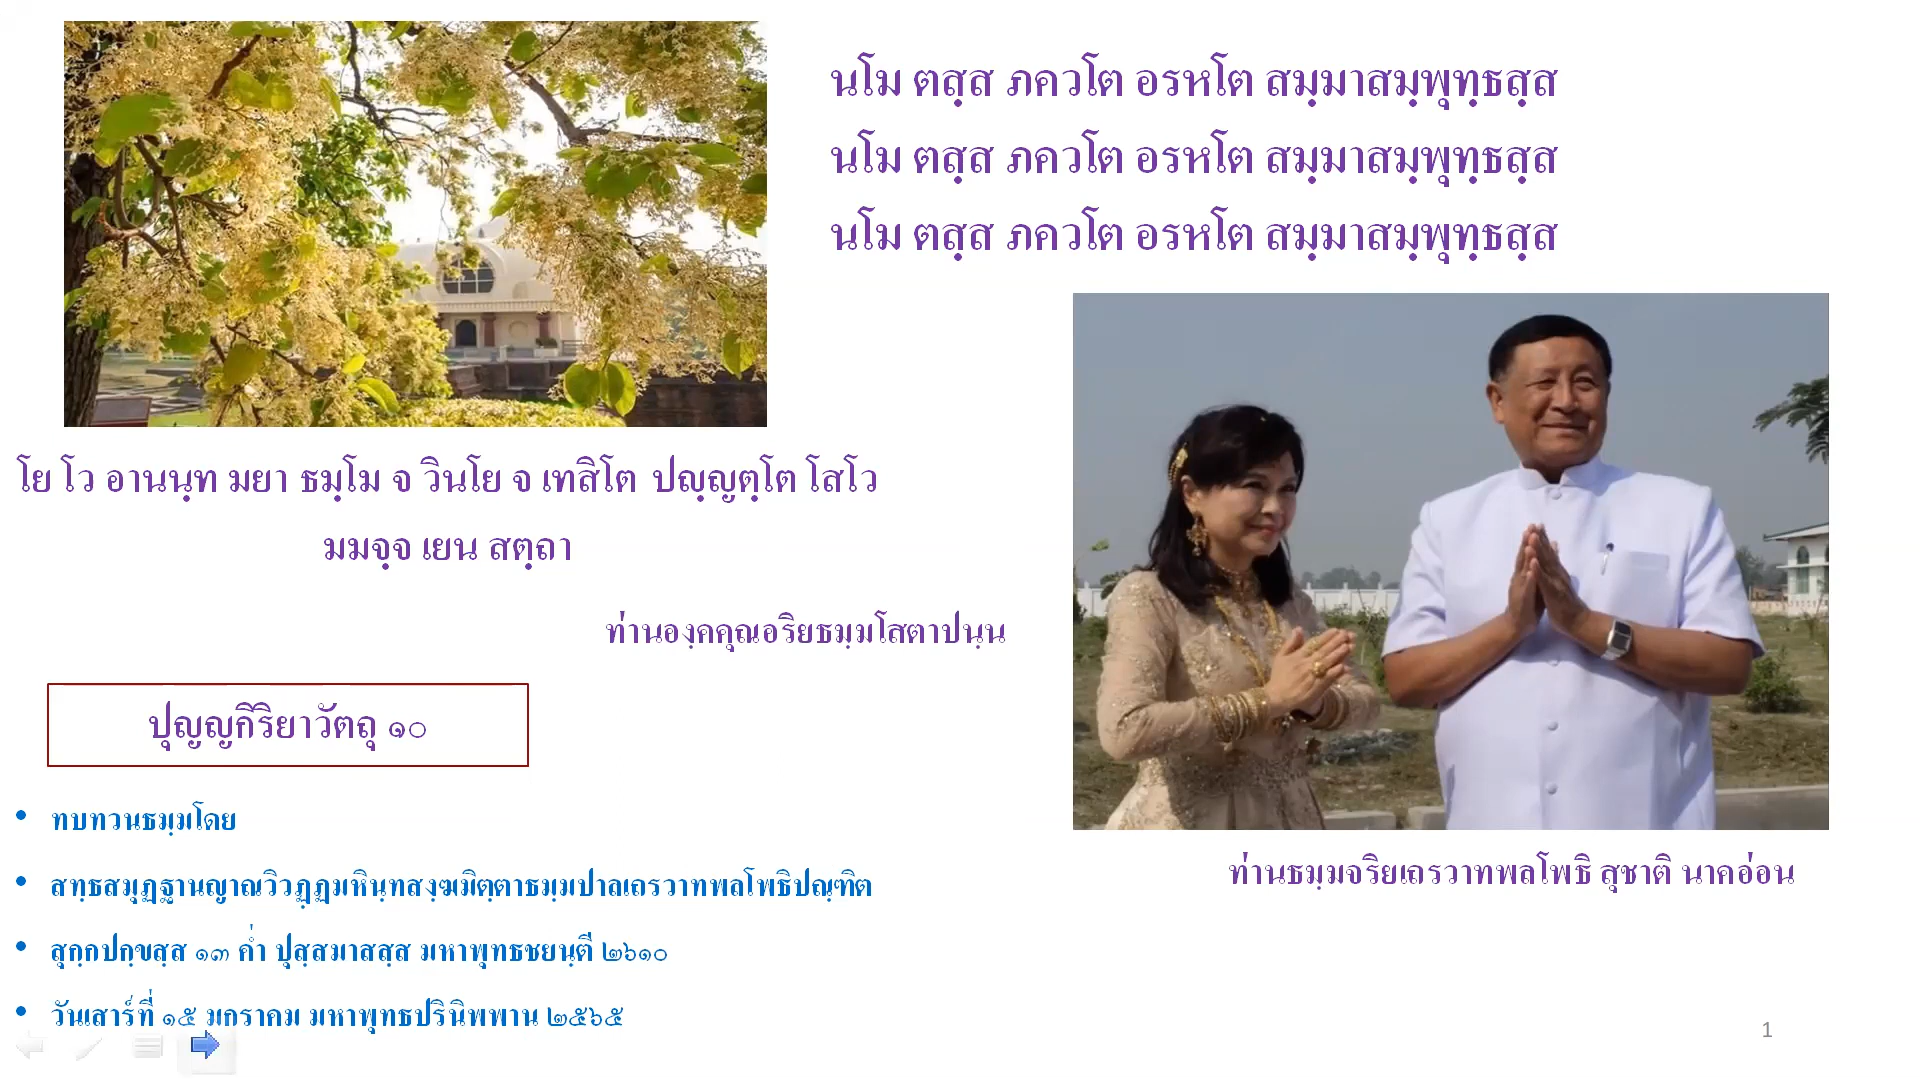 นโม ตสฺส ภควโต อรหโต สมฺมาสมฺพุทฺธสฺส
นโม ตสฺส ภควโต อรหโต สมฺมาสมฺพุทฺธสฺส
นโม ตสฺส ภควโต อรหโต สมฺมาสมฺพุทฺธสฺส
โย โว อานนฺท มยา ธมฺโม จ วินโย จ เทสิโต ปญฺญตฺโต โสโว
มมจฺจ เยน สตฺถา
ท่านองฺคคุณอริยธมฺมโสตาปนฺน
ปุญญกิริยาวัตถุ ๑๐
• ทบทวนธมฺมโดย
• สทฺธสมุฏฺฐานญาณวิวฏฺฏมหินฺทสงฺฆมิตฺตาธมฺมปาลเถรวาทพลโพธิปณฺฑิต
• สุกฺกปกฺขสฺส ๑๓ ค่ำ ปุสฺสมาสสฺส มหาพุทธชยนฺตี ๒๖๑๐
• วันเสาร์ที่ ๑๕ มกราคม มหาพุทธปรินิพพาน ๒๕๖๕
ท่านธมฺมจริยเถรวาทพลโพธิ สุชาติ นาคอ่อน
1